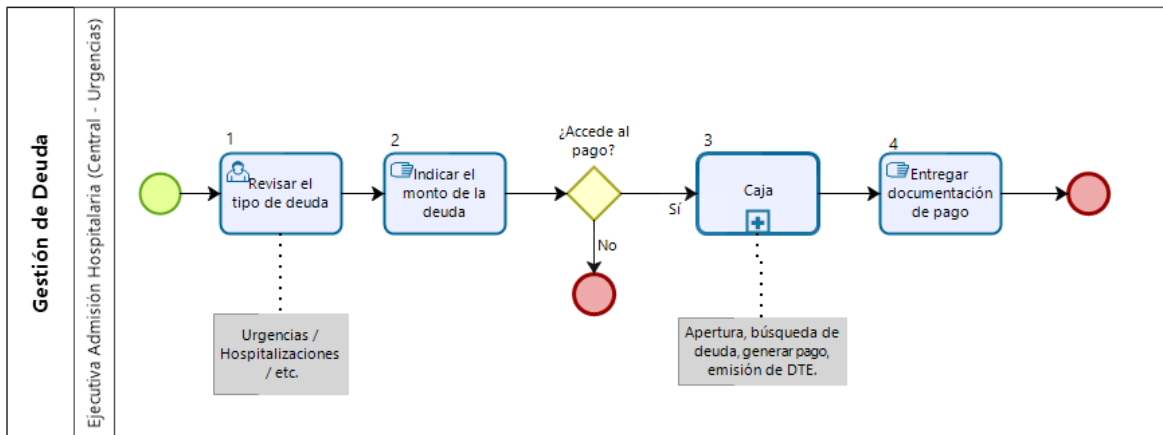 Gestión de Deuda
Ejecutiva Admisión Hospitalaria (Central - Urgencias)
1
Revisar el
tipo de deuda
Urgencias /
Hospitalizaciones
/ etc.
2
Indicar el
monto de la
deuda
¿Accede al
pago?
Sí
No
3
Caja
Apertura, búsqueda de
deuda, generar pago,
emisión de DTE.
4
Entregar
documentación
de pago